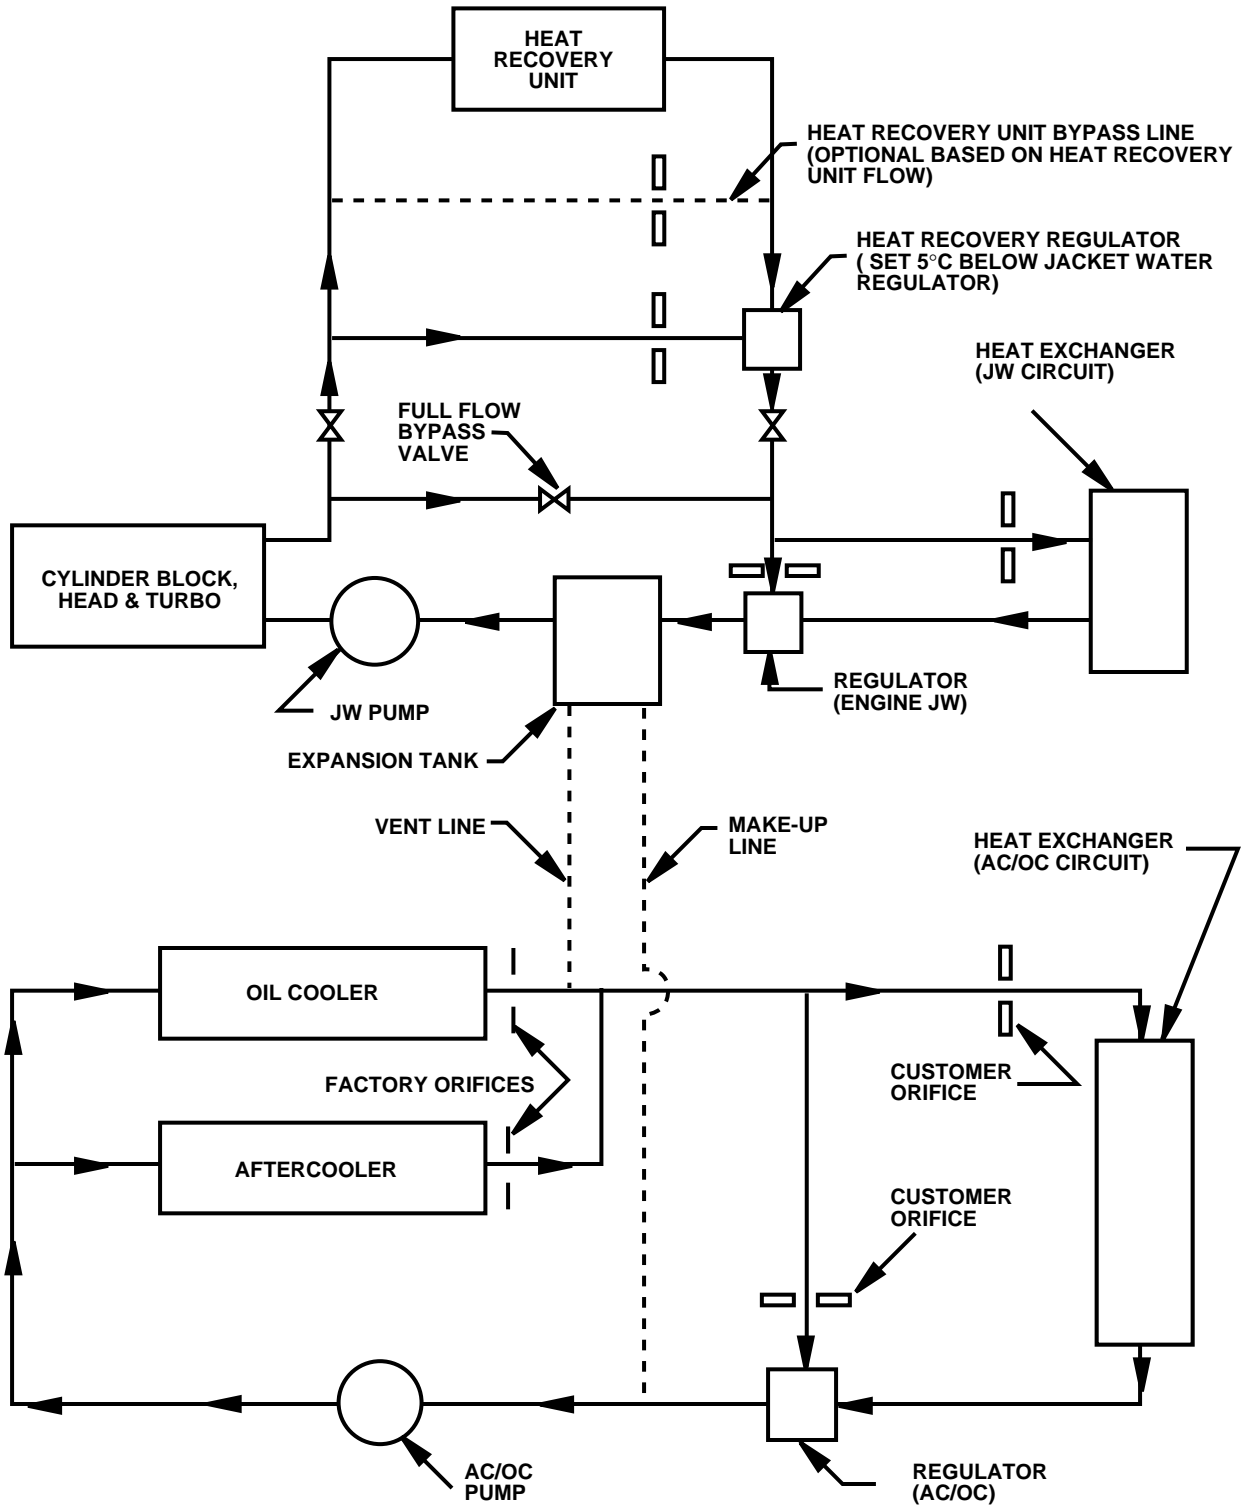 HEAT
RECOVERY
UNIT
HEAT RECOVERY UNIT BYPASS LINE
(OPTIONAL BASED ON HEAT RECOVERY
UNIT FLOW)
HEAT RECOVERY REGULATOR
( SET 5°C BELOW JACKET WATER
REGULATOR)
HEAT EXCHANGER
(JW CIRCUIT)
FULL FLOW
BYPASS
VALVE
CYLINDER BLOCK,
HEAD & TURBO
REGULATOR
(ENGINE JW)
JW PUMP
EXPANSION TANK
VENT LINE
MAKE-UP
LINE
HEAT EXCHANGER
(AC/OC CIRCUIT)
OIL COOLER
FACTORY ORIFICES
CUSTOMER
ORIFICE
AFTERCOOLER
CUSTOMER
ORIFICE
AC/OC
PUMP
REGULATOR
(AC/OC)